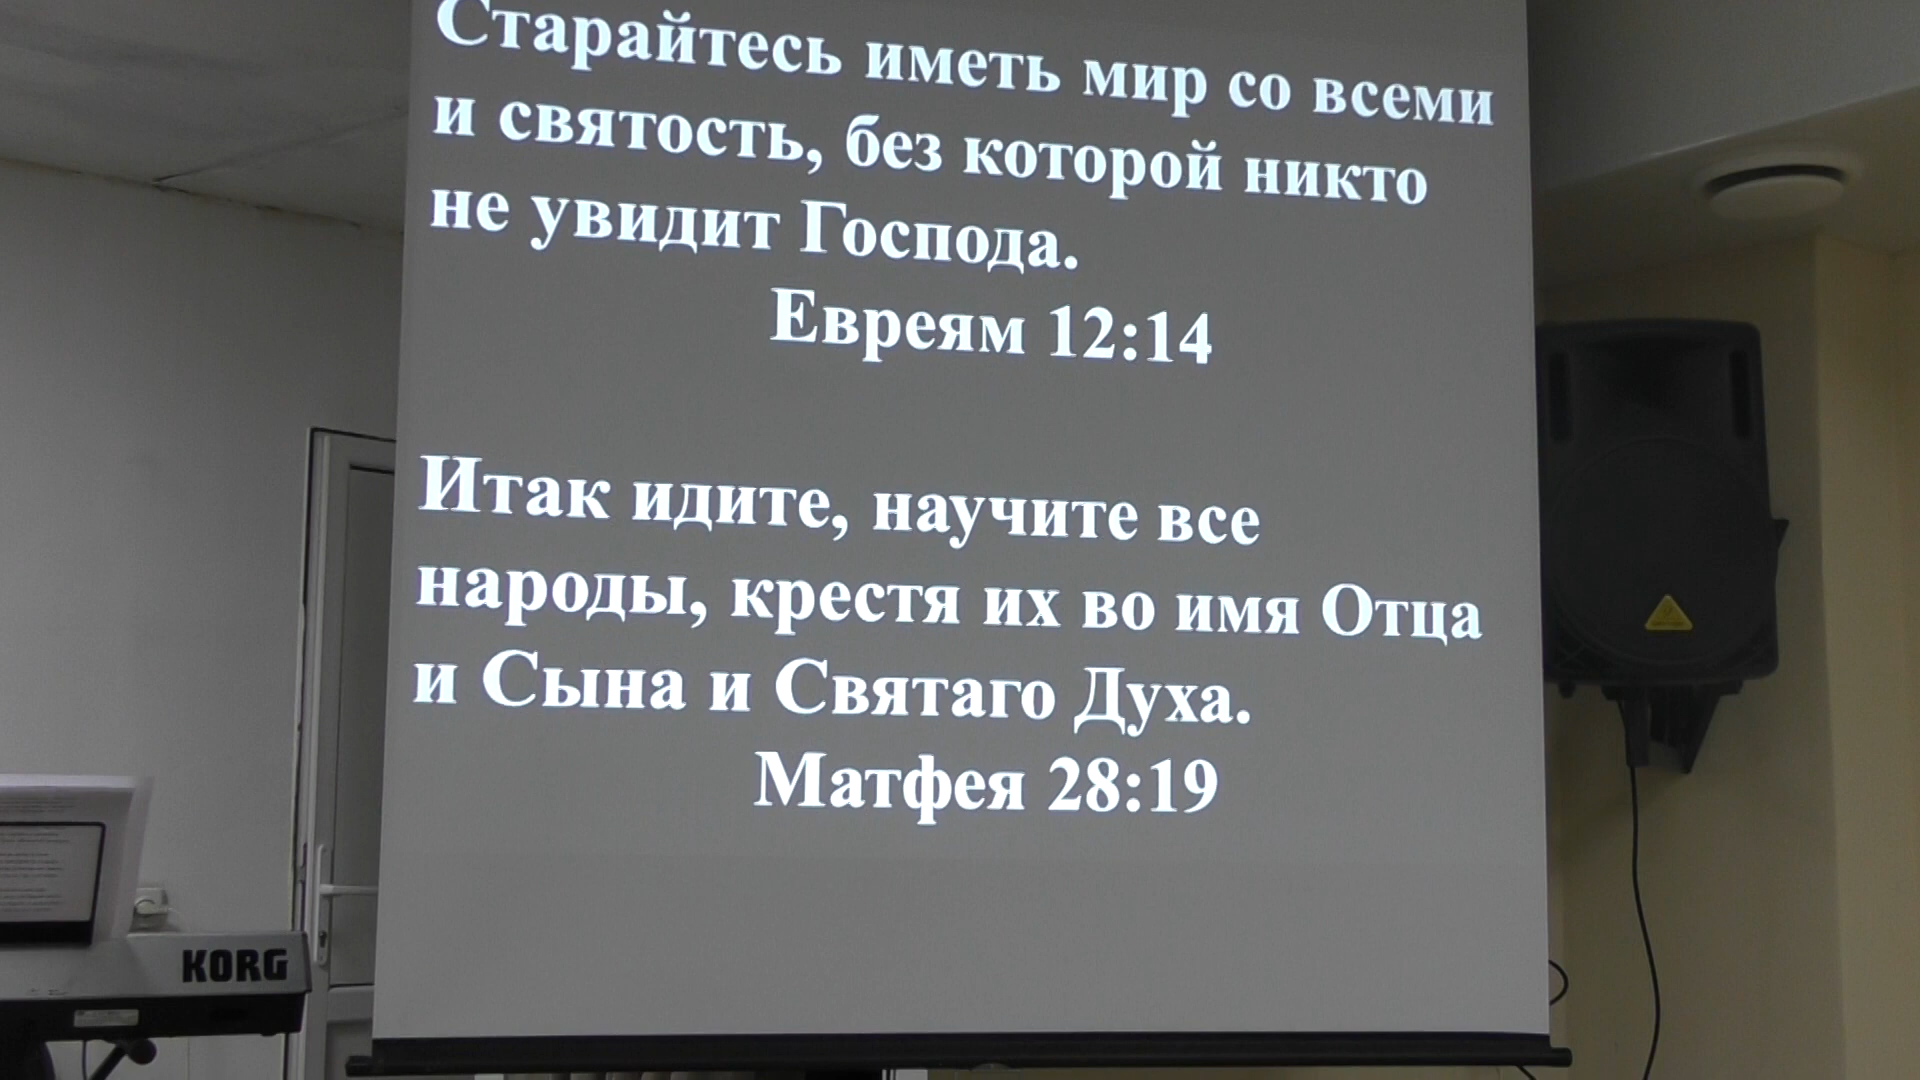 Старайтесь иметь мир со всеми
и святость, без которой никто
не увидит Господа.
Евреям 12:14
Итак идите, научите все
народы, крестя их во имя Отца
и Сына и Святаго Духа.
Матфея 28:19
KORG